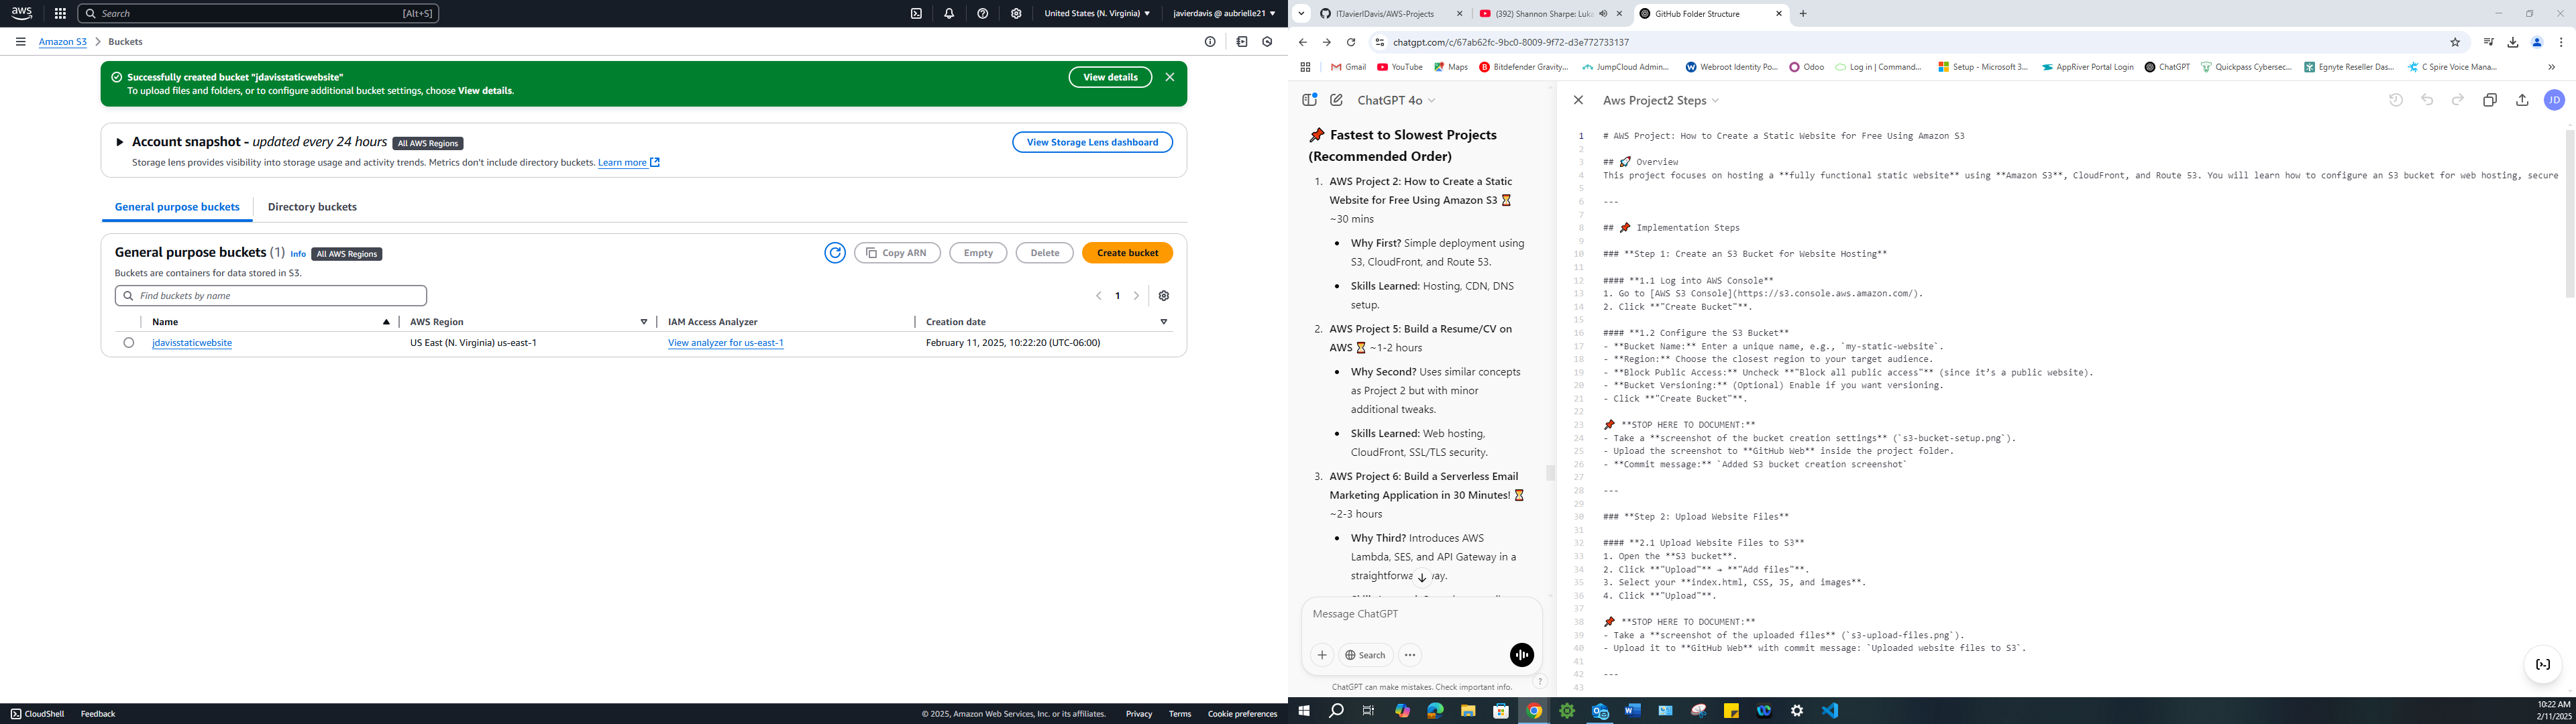 aws
Search
[Alt+S]
United States (N. Virginia)
javierdavis @ aubrielle21
Amazon S3
Buckets
Successfully created bucket "jdavisstaticwebsite"
To upload files and folders, or to configure additional bucket settings, choose View details.
View details
Account snapshot - updated every 24 hours
All AWS Regions
Storage lens provides visibility into storage usage and activity trends. Metrics don't include directory buckets. Learn more
View Storage Lens dashboard
General purpose buckets
Directory buckets
General purpose buckets (1)
Info
All AWS Regions
Buckets are containers for data stored in S3.
Copy ARN
Empty
Delete
Create bucket
Find buckets by name
1
Name
AWS Region
IAM Access Analyzer
Creation date
jdavisstaticwebsite
US East (N. Virginia) us-east-1
View analyzer for us-east-1
February 11, 2025, 10:22:20 (UTC-06:00)
CloudShell
Feedback
© 2025, Amazon Web Services, Inc. or its affiliates.
Privacy
Terms
Cookie preferences
ITJavierIDavis/AWS-Projects
(392) Shannon Sharpe: Luka
GitHub Folder Structure
chatgpt.com/c/67ab62fc-9bc0-8009-9f72-d3e772733137
Gmail
YouTube
Maps
Bitdefender Gravity...
JumpCloud Admin...
Webroot Identity Po...
Odoo
Log in | Command...
Setup - Microsoft 3...
AppRiver Portal Login
ChatGPT
Quickpass Cybersec...
Egnyte Reseller Das...
C Spire Voice Mana...
ChatGPT 4o
📌 Fastest to Slowest Projects
(Recommended Order)
1. AWS Project 2: How to Create a Static
Website for Free Using Amazon S3 ⏳
~30 mins
• Why First? Simple deployment using
S3, CloudFront, and Route 53.
• Skills Learned: Hosting, CDN, DNS
setup.
2. AWS Project 5: Build a Resume/CV on
AWS ⏳ ~1-2 hours
• Why Second? Uses similar concepts
as Project 2 but with minor
additional tweaks.
• Skills Learned: Web hosting,
CloudFront, SSL/TLS security.
3. AWS Project 6: Build a Serverless Email
Marketing Application in 30 Minutes! ⏳
~2-3 hours
• Why Third? Introduces AWS
Lambda, SES, and API Gateway in a
Message ChatGPT
Search
ChatGPT can make mistakes. Check important info.
?
Aws Project2 Steps
JD
1 # AWS Project: How to Create a Static Website for Free Using Amazon S3
2
3 ## 🚀 Overview
4 This project focuses on hosting a **fully functional static website** using **Amazon S3**, CloudFront, and Route 53. You will learn how to configure an S3 bucket for web hosting, secure
5
6 ---
7
8 ## 📌 Implementation Steps
9
10 ### **Step 1: Create an S3 Bucket for Website Hosting**
11
12 #### **1.1 Log into AWS Console**
13 1. Go to [AWS S3 Console](https://s3.console.aws.amazon.com/).
14 2. Click **"Create Bucket"**.
15
16 #### **1.2 Configure the S3 Bucket**
17 - **Bucket Name:** Enter a unique name, e.g., `my-static-website`.
18 - **Region:** Choose the closest region to your target audience.
19 - **Block Public Access:** Uncheck **"Block all public access"** (since it’s a public website).
20 - **Bucket Versioning:** (Optional) Enable if you want versioning.
21 - Click **"Create Bucket"**.
22
23 📌 **STOP HERE TO DOCUMENT:**
24 - Take a **screenshot of the bucket creation settings** (`s3-bucket-setup.png`).
25 - Upload the screenshot to **GitHub Web** inside the project folder.
26 - **Commit message:** `Added S3 bucket creation screenshot`
27
28 ---
29
30 ### **Step 2: Upload Website Files**
31
32 #### **2.1 Upload Website Files to S3**
33 1. Open the **S3 bucket**.
34 2. Click **"Upload"** → **"Add files"**.
35 3. Select your **index.html, CSS, JS, and images**.
36 4. Click **"Upload"**.
37
38 📌 **STOP HERE TO DOCUMENT:**
39 - Take a **screenshot of the uploaded files** (`s3-upload-files.png`).
40 - Upload it to **GitHub Web** with commit message: `Uploaded website files to S3`.
41
42 ---
43
10:22 AM
2/11/2025